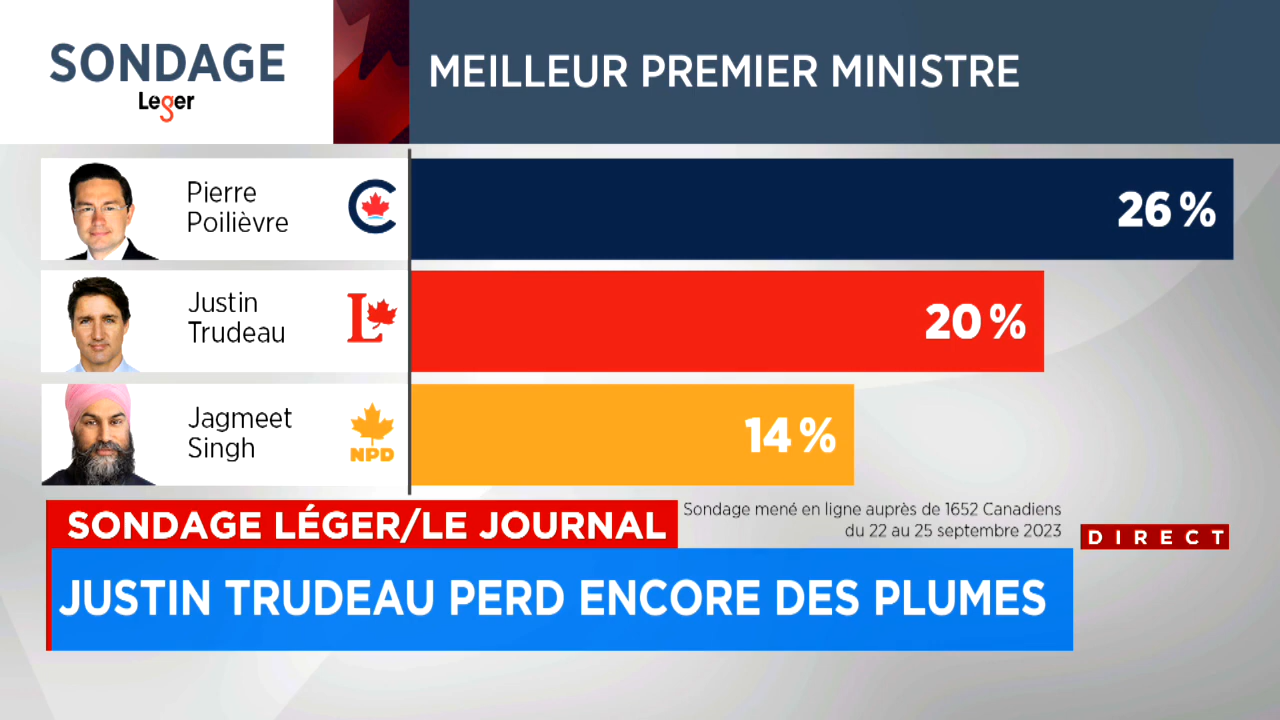 SONDAGE
Leger
MEILLEUR PREMIER MINISTRE
Pierre
Poilièvre
C
26 %
Justin
Trudeau
L
20 %
Jagmeet
Singh
NPD
14 %
SONDAGE LÉGER/LE JOURNAL
Sondage mené en ligne auprès de 1652 Canadiens
du 22 au 25 septembre 2023
DIRECT
JUSTIN TRUDEAU PERD ENCORE DES PLUMES